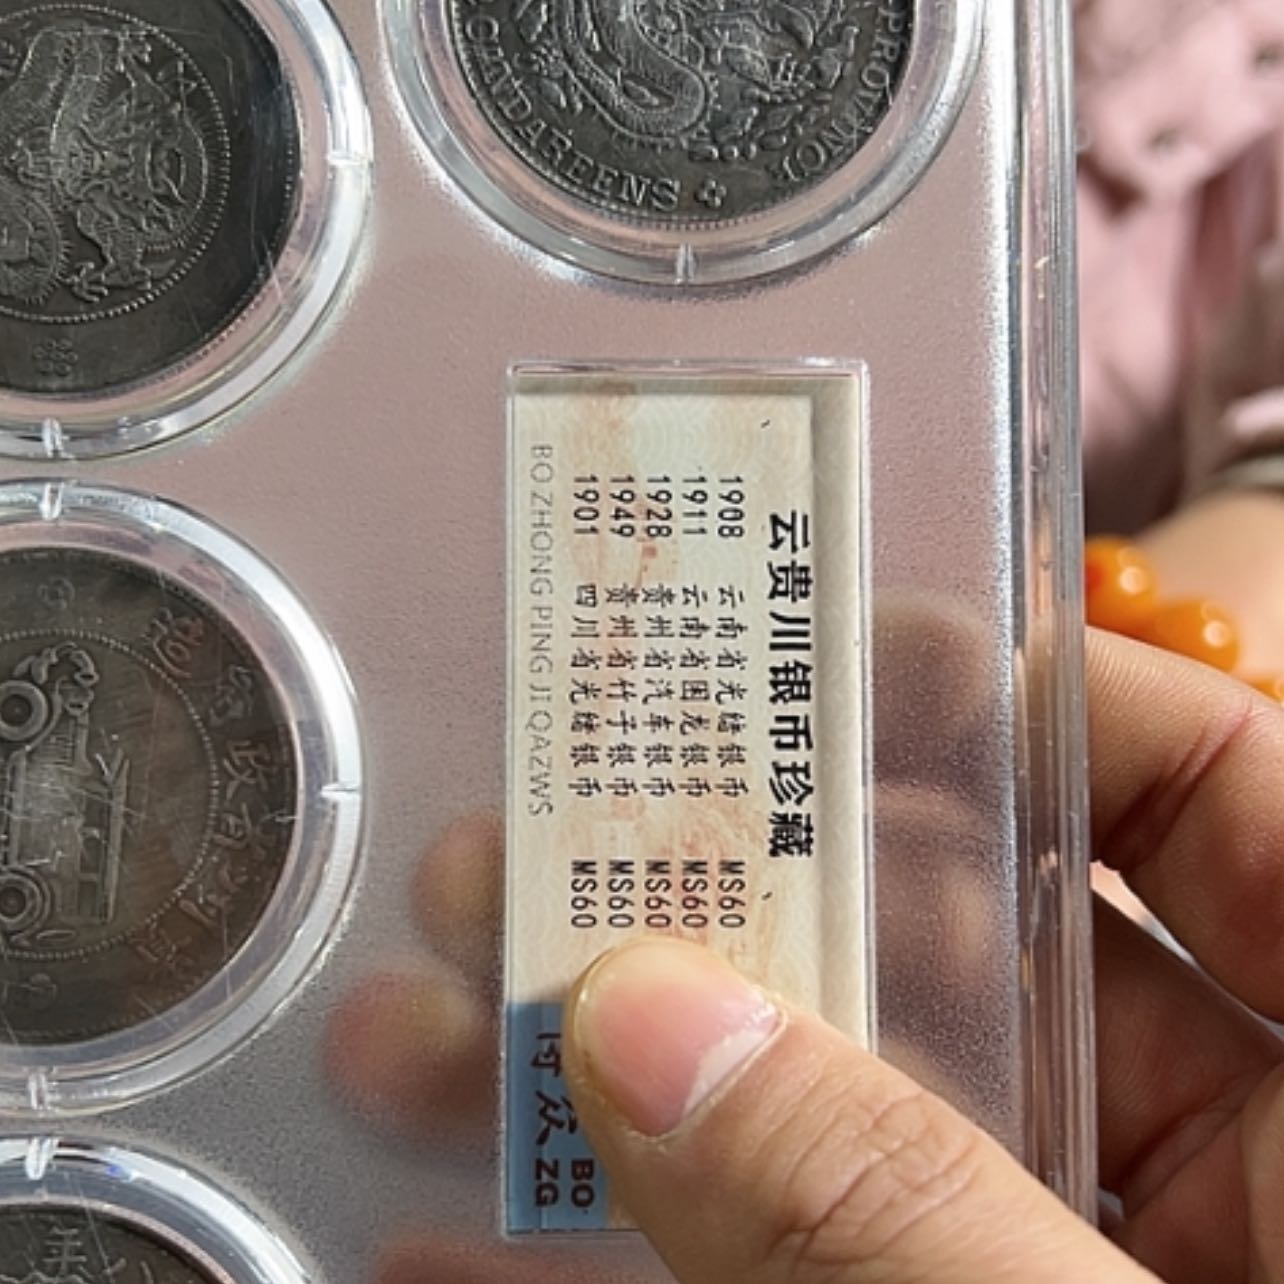 CANDAREENS
PROVINCE
云贵川银币珍藏
1908 云南省光绪银币 MS60
1911 云南省困龙银币 MS60
1928 贵州省汽车银币 MS60
1949 贵州省竹子银币 MS60
1901 四川省光绪银币 MS60
BO ZHONG PING JI QAZWS
BO·
众 ZG